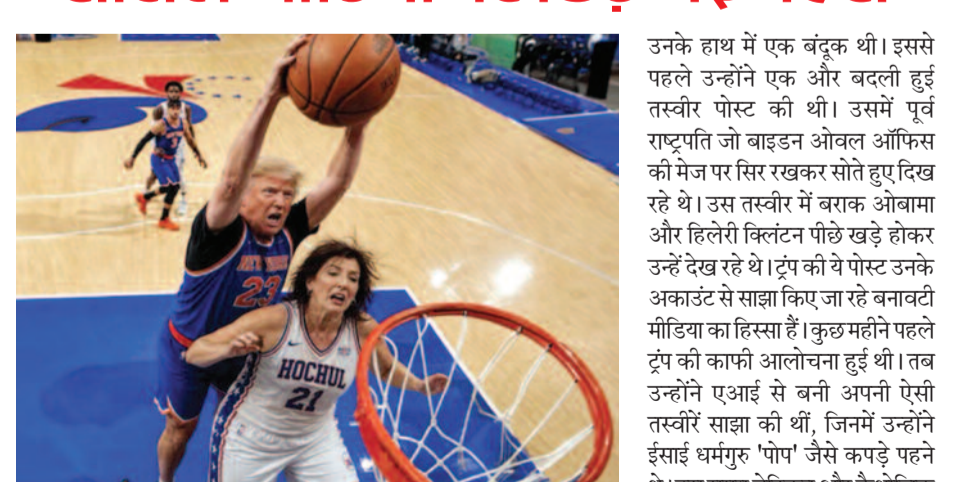 उनके हाथ में एक बंदूक थी। इससे
पहले उन्होंने एक और बदली हुई
तस्वीर पोस्ट की थी। उसमें पूर्व
राष्ट्रपति जो बाइडन ओवल ऑफिस
की मेज पर सिर रखकर सोते हुए दिख
रहे थे। उस तस्वीर में बराक ओबामा
और हिलेरी क्लिंटन पीछे खड़े होकर
उन्हें देख रहे थे। ट्रंप की ये पोस्ट उनके
अकाउंट से साझा किए जा रहे बनावटी
मीडिया का हिस्सा हैं। कुछ महीने पहले
ट्रंप की काफी आलोचना हुई थी। तब
उन्होंने एआई से बनी अपनी ऐसी
तस्वीरें साझा की थीं, जिनमें उन्होंने
ईसाई धर्मगुरु 'पोप' जैसे कपड़े पहने
23
HOCHUL
21